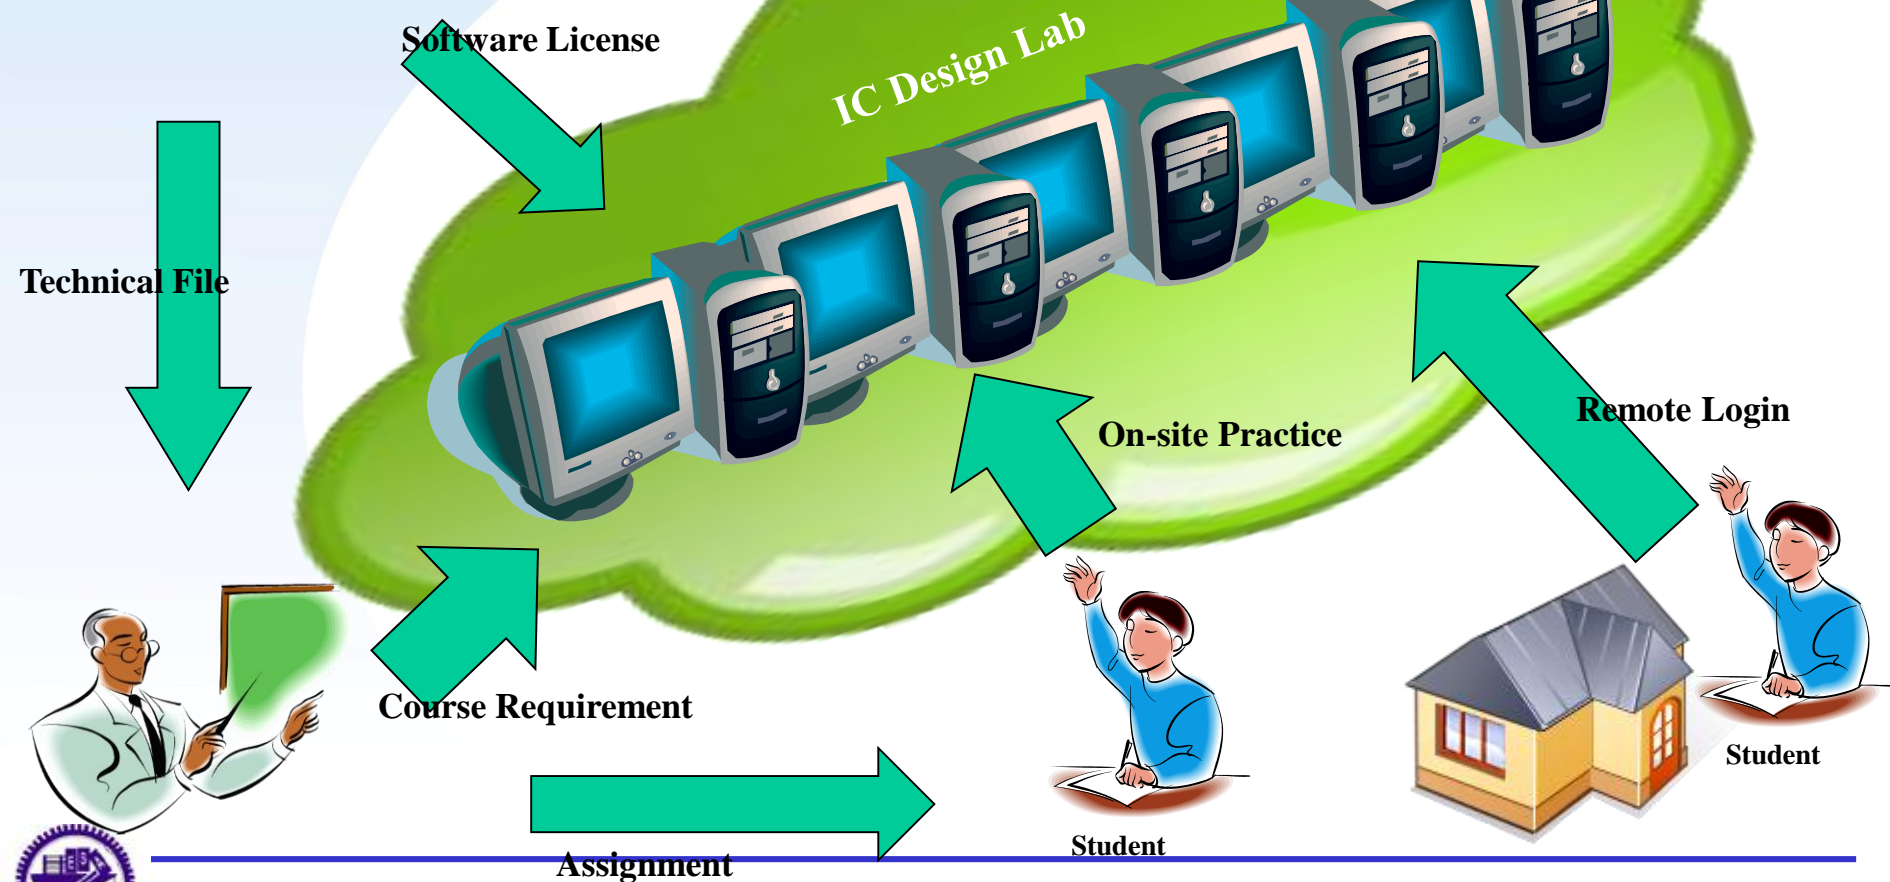 Software License
IC Design Lab
Technical File
Remote Login
On-site Practice
Course Requirement
Student
Student
Assignment